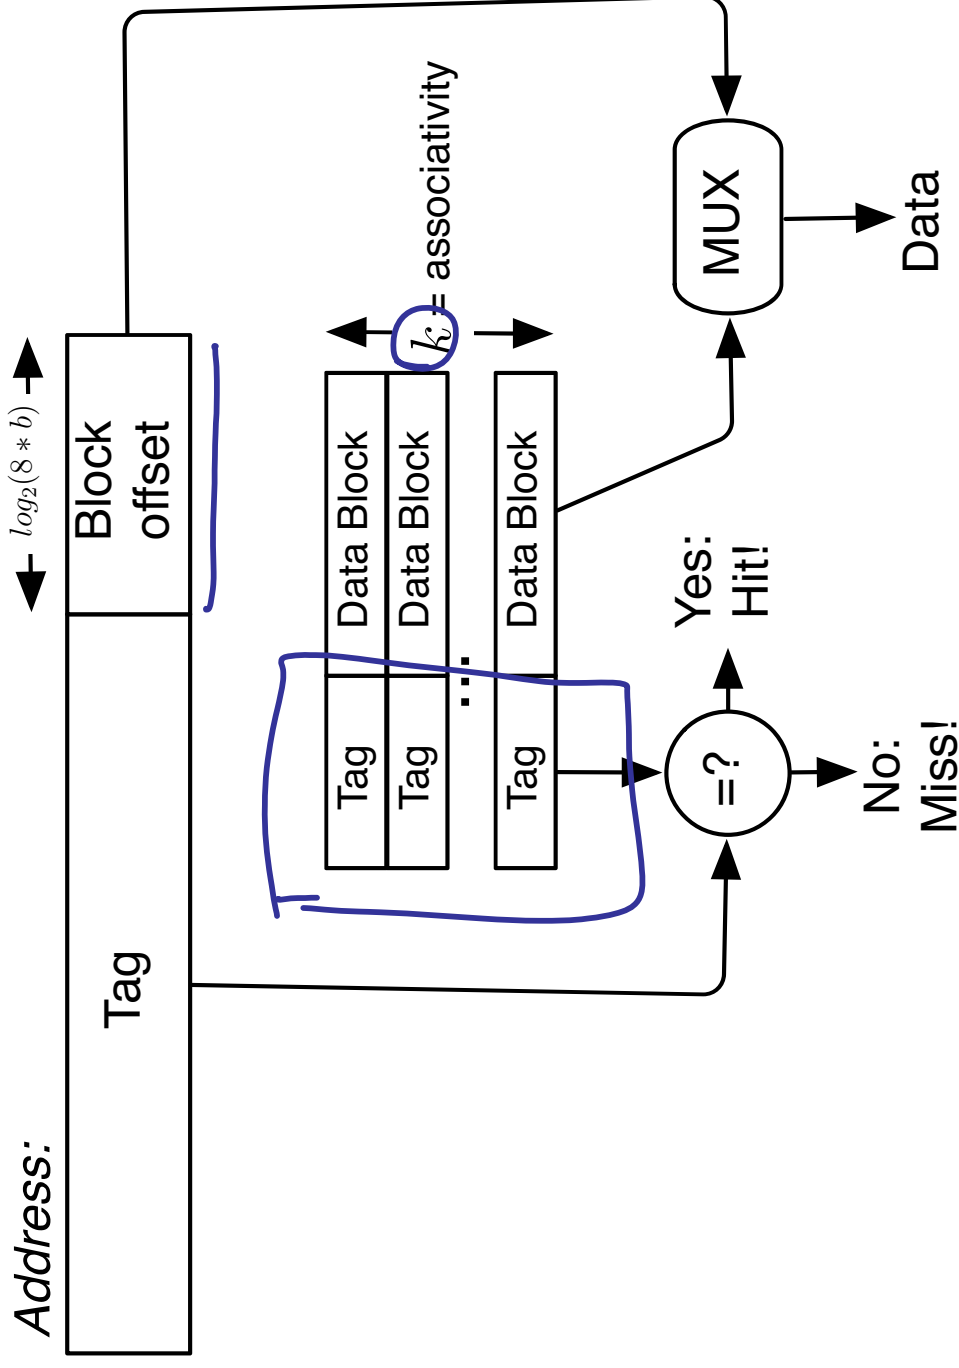 Address:
log₂(8 * b)
Tag
Block
offset
Tag
Data Block
Tag
Data Block
k = associativity
...
Tag
Data Block
=?
Yes:
Hit!
No:
Miss!
MUX
Data